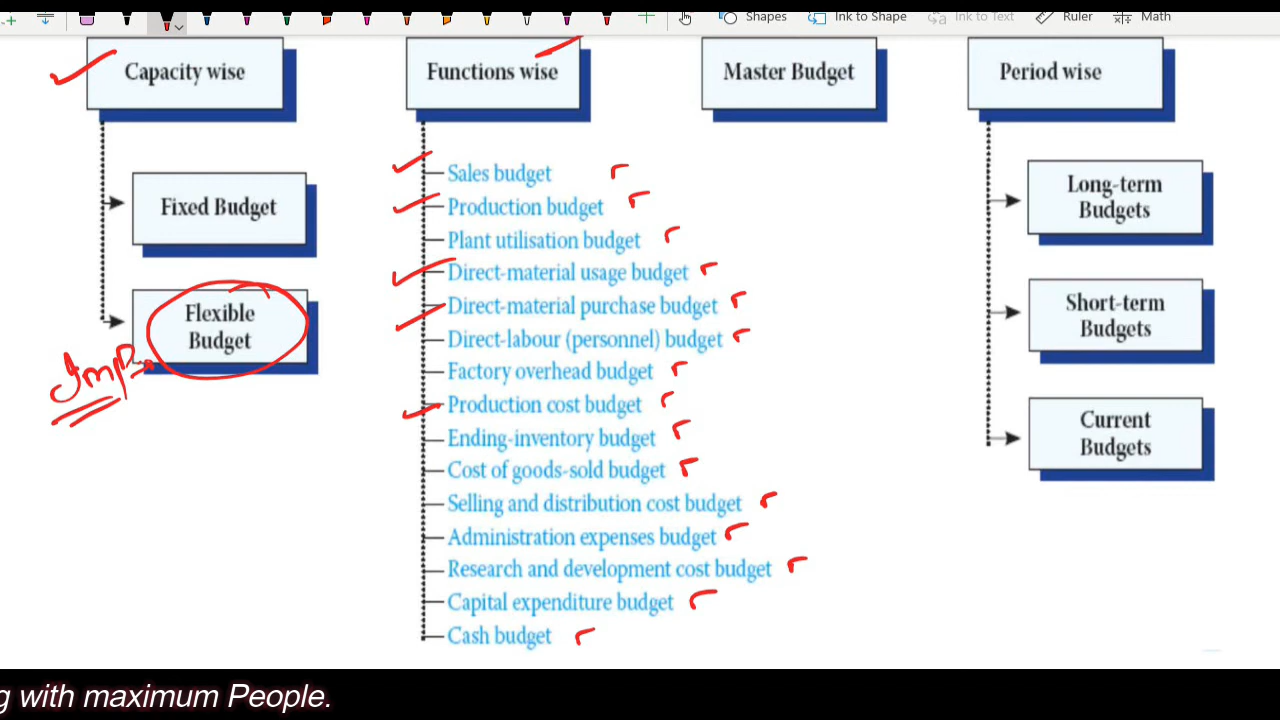 Shapes
Ink to Shape
Ink to Text
Ruler
Math
Capacity wise
Fixed Budget
Flexible
Budget
Imp
Functions wise
Sales budget
Production budget
Plant utilisation budget
Direct-material usage budget
Direct-material purchase budget
Direct-labour (personnel) budget
Factory overhead budget
Production cost budget
Ending-inventory budget
Cost of goods-sold budget
Selling and distribution cost budget
Administration expenses budget
Research and development cost budget
Capital expenditure budget
Cash budget
Master Budget
Period wise
Long-term
Budgets
Short-term
Budgets
Current
Budgets
g with maximum People.